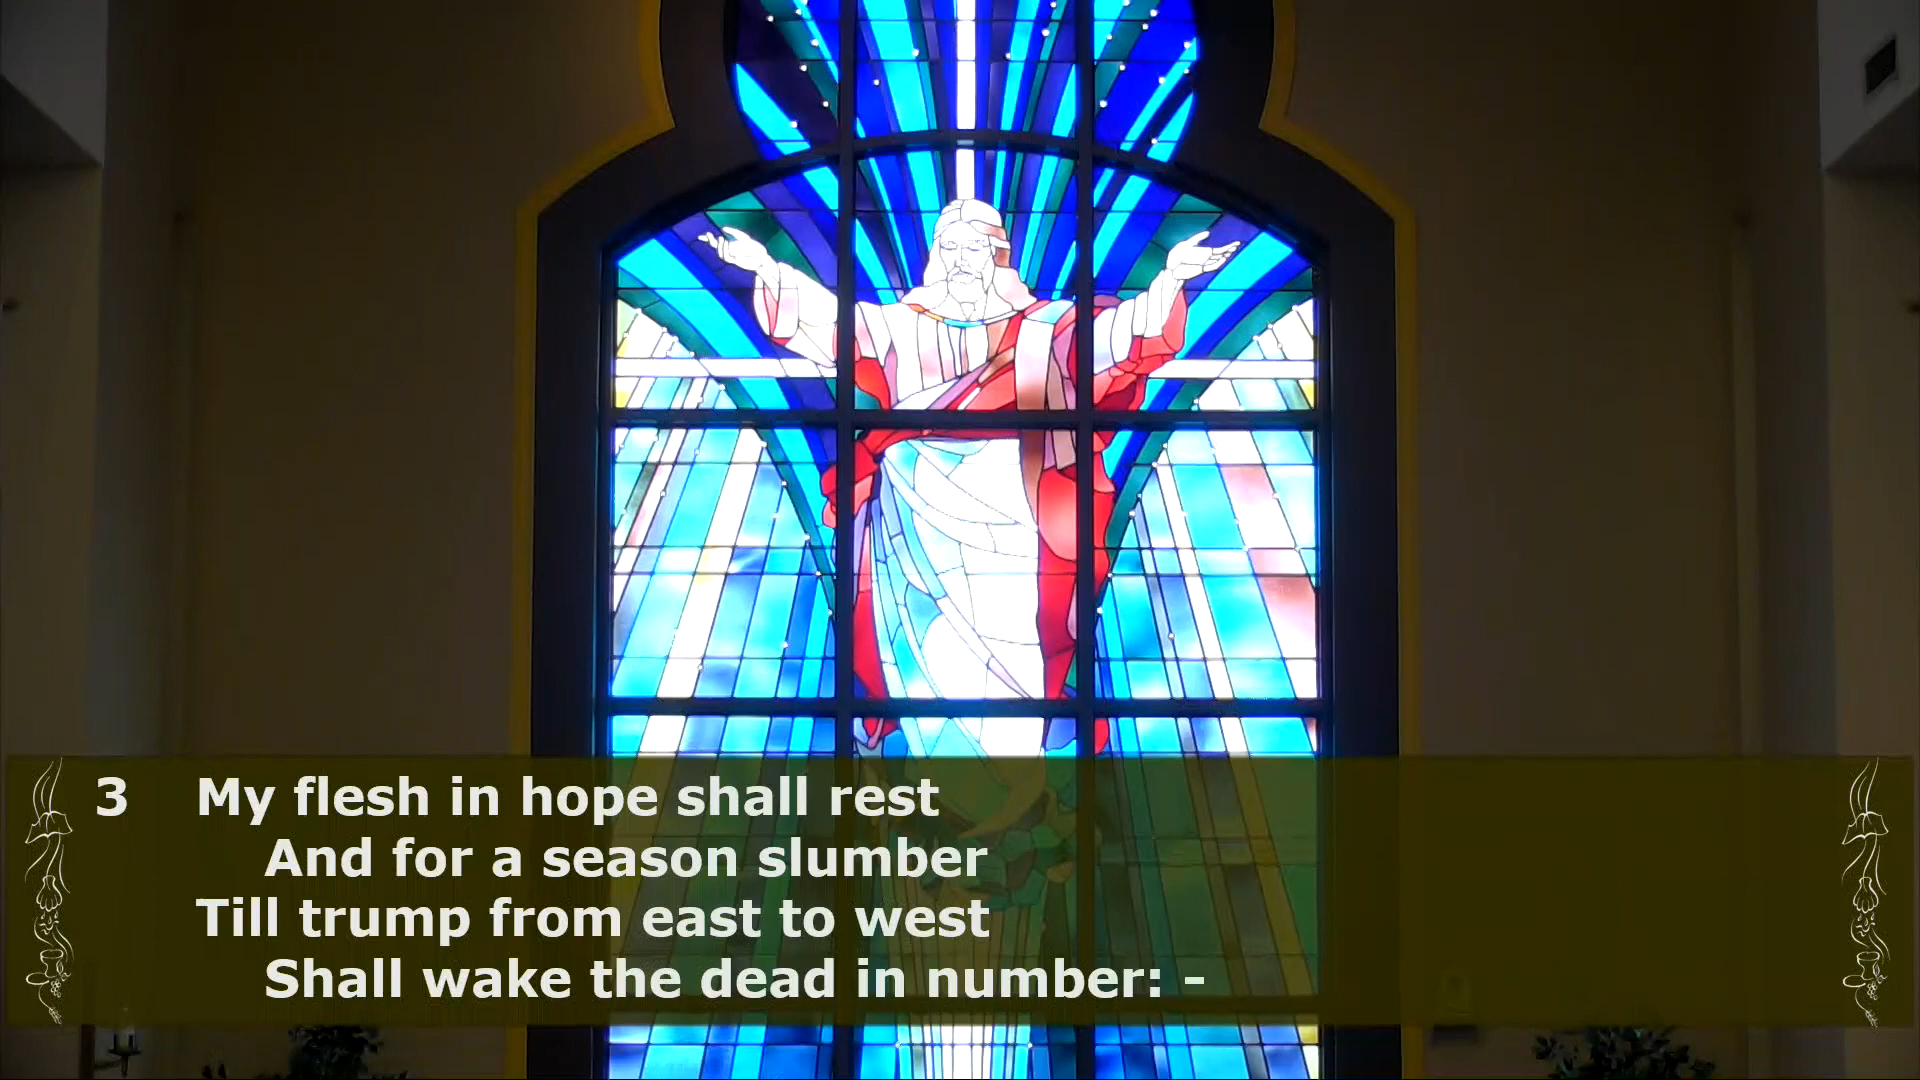 3 My flesh in hope shall rest
And for a season slumber
Till trump from east to west
Shall wake the dead in number: -